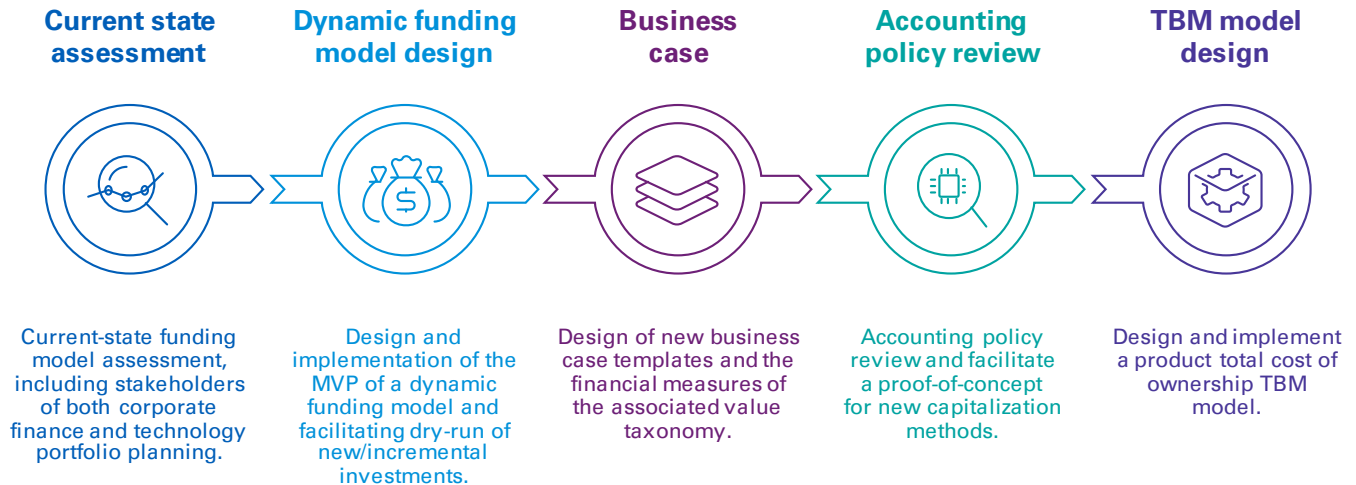 Current state
assessment
Dynamic funding
model design
Business
case
Accounting
policy review
TBM model
design
$
Current-state funding
model assessment,
including stakeholders
of both corporate
finance and technology
portfolio planning.
Design and
implementation of the
MVP of a dynamic
funding model and
facilitating dry-run of
new/incremental
investments.
Design of new business
case templates and the
financial measures of
the associated value
taxonomy.
Accounting policy
review and facilitate
a proof-of-concept
for new capitalization
methods.
Design and implement
a product total cost of
ownership TBM
model.